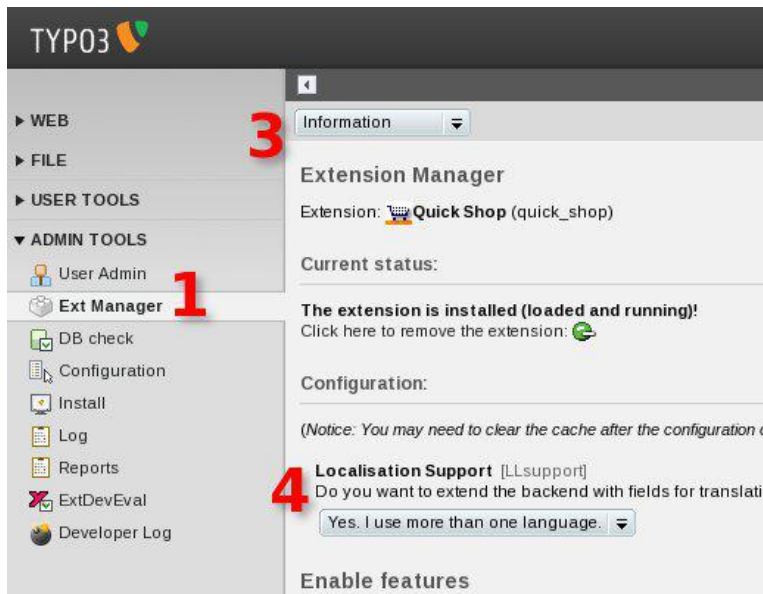 TYPO3
▶ WEB
▶ FILE
▶ USER TOOLS
▼ ADMIN TOOLS
User Admin
Ext Manager 1
DB check
Configuration
Install
Log
Reports
ExtDevEval
Developer Log
3 Information
Extension Manager
Extension: Quick Shop (quick_shop)
Current status:
The extension is installed (loaded and running)!
Click here to remove the extension:
Configuration:
(Notice: You may need to clear the cache after the configuration
4 Localisation Support [LLsupport]
Do you want to extend the backend with fields for translati
Yes. I use more than one language.
Enable features